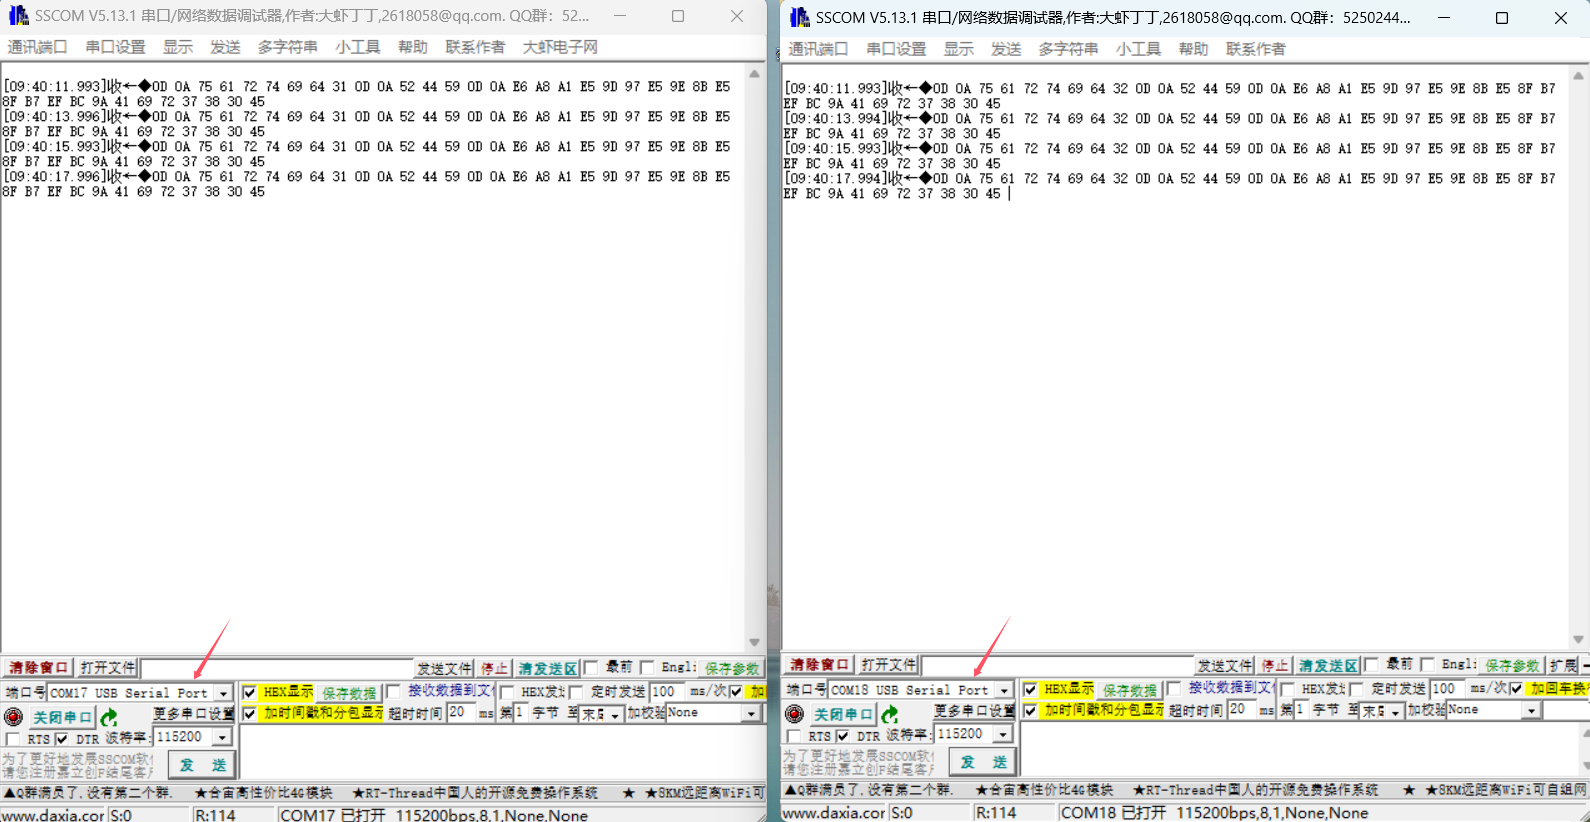 SSCOM V5.13.1 串口/网络数据调试器,作者:大虾丁丁,2618058@qq.com. QQ群：52...
通讯端口 串口设置 显示 发送 多字符串 小工具 帮助 联系作者 大虾电子网
[09:40:11.993]收←◆0D 0A 75 61 72 74 69 64 31 0D 0A 52 44 59 0D 0A E6 A8 A1 E5 9D 97 E5 9E 8B E5
8F B7 EF BC 9A 41 69 72 37 38 30 45
[09:40:13.996]收←◆0D 0A 75 61 72 74 69 64 31 0D 0A 52 44 59 0D 0A E6 A8 A1 E5 9D 97 E5 9E 8B E5
8F B7 EF BC 9A 41 69 72 37 38 30 45
[09:40:15.993]收←◆0D 0A 75 61 72 74 69 64 31 0D 0A 52 44 59 0D 0A E6 A8 A1 E5 9D 97 E5 9E 8B E5
8F B7 EF BC 9A 41 69 72 37 38 30 45
[09:40:17.996]收←◆0D 0A 75 61 72 74 69 64 31 0D 0A 52 44 59 0D 0A E6 A8 A1 E5 9D 97 E5 9E 8B E5
8F B7 EF BC 9A 41 69 72 37 38 30 45
清除窗口 打开文件 发送文件 停止 清发送区 最前 Engli 保存参数
端口号 COM17 USB Serial Port HEX显示 保存数据 接收数据到文 HEX发 定时发送 100 ms/次 加
关闭串口 更多串口设置 加时间戳和分包显示 超时时间 20 ms 第1 字节 至 末尾 加校验 None
RTS DTR 波特率: 115200
为了更好地发展SSCOM软
请您注册嘉立创F结尾客
发 送
▲Q群满员了,没有第二个群. ★合宙高性价比4G模块 ★RT-Thread中国人的开源免费操作系统 ★ ★8KM远距离WiFi可
www.daxia.cor S:0 R:114 COM17 已打开 115200bps,8,1,None,None
SSCOM V5.13.1 串口/网络数据调试器,作者:大虾丁丁,2618058@qq.com. QQ群：5250244...
通讯端口 串口设置 显示 发送 多字符串 小工具 帮助 联系作者
[09:40:11.993]收←◆0D 0A 75 61 72 74 69 64 32 0D 0A 52 44 59 0D 0A E6 A8 A1 E5 9D 97 E5 9E 8B E5 8F B7
EF BC 9A 41 69 72 37 38 30 45
[09:40:13.994]收←◆0D 0A 75 61 72 74 69 64 32 0D 0A 52 44 59 0D 0A E6 A8 A1 E5 9D 97 E5 9E 8B E5 8F B7
EF BC 9A 41 69 72 37 38 30 45
[09:40:15.993]收←◆0D 0A 75 61 72 74 69 64 32 0D 0A 52 44 59 0D 0A E6 A8 A1 E5 9D 97 E5 9E 8B E5 8F B7
EF BC 9A 41 69 72 37 38 30 45
[09:40:17.994]收←◆0D 0A 75 61 72 74 69 64 32 0D 0A 52 44 59 0D 0A E6 A8 A1 E5 9D 97 E5 9E 8B E5 8F B7
EF BC 9A 41 69 72 37 38 30 45
清除窗口 打开文件 发送文件 停止 清发送区 最前 Engli 保存参数 扩展
端口号 COM18 USB Serial Port HEX显示 保存数据 接收数据到文 HEX发 定时发送 100 ms/次 加回车换
关闭串口 更多串口设置 加时间戳和分包显示 超时时间 20 ms 第1 字节 至 末尾 加校验 None
RTS DTR 波特率: 115200
为了更好地发展SSCOM软
请您注册嘉立创F结尾客
发 送
▲Q群满员了,没有第二个群. ★合宙高性价比4G模块 ★RT-Thread中国人的开源免费操作系统 ★ ★8KM远距离WiFi可自组网
www.daxia.cor S:0 R:114 COM18 已打开 115200bps,8,1,None,None